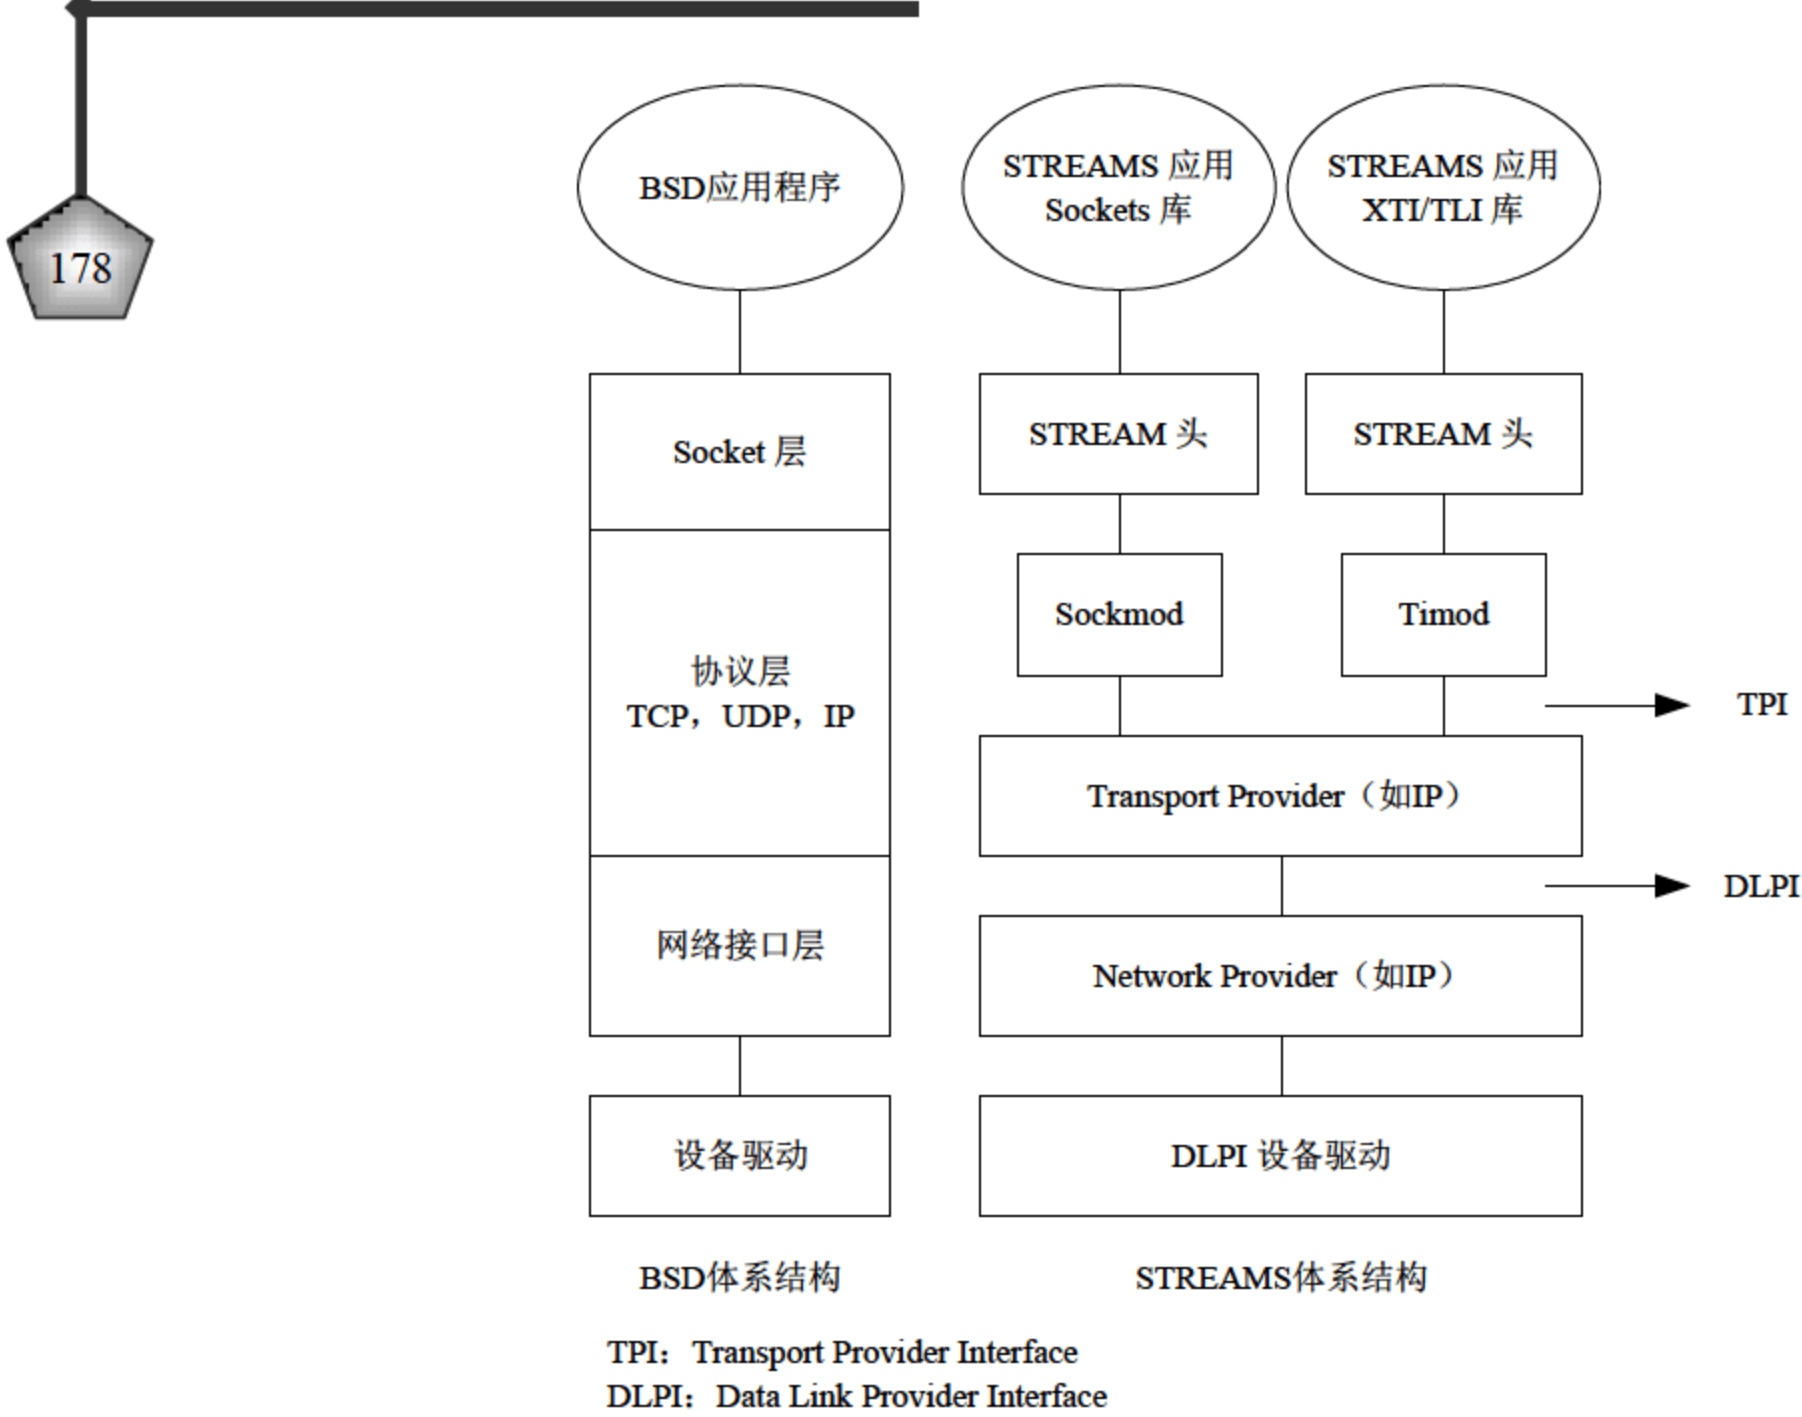 178
BSD应用程序
STREAMS 应用
Sockets 库
STREAMS 应用
XTI/TLI 库
Socket 层
STREAM 头
STREAM 头
Sockmod
Timod
协议层
TCP，UDP，IP
TPI
Transport Provider（如IP）
DLPI
网络接口层
Network Provider（如IP）
设备驱动
DLPI 设备驱动
BSD体系结构
STREAMS体系结构
TPI：Transport Provider Interface
DLPI：Data Link Provider Interface